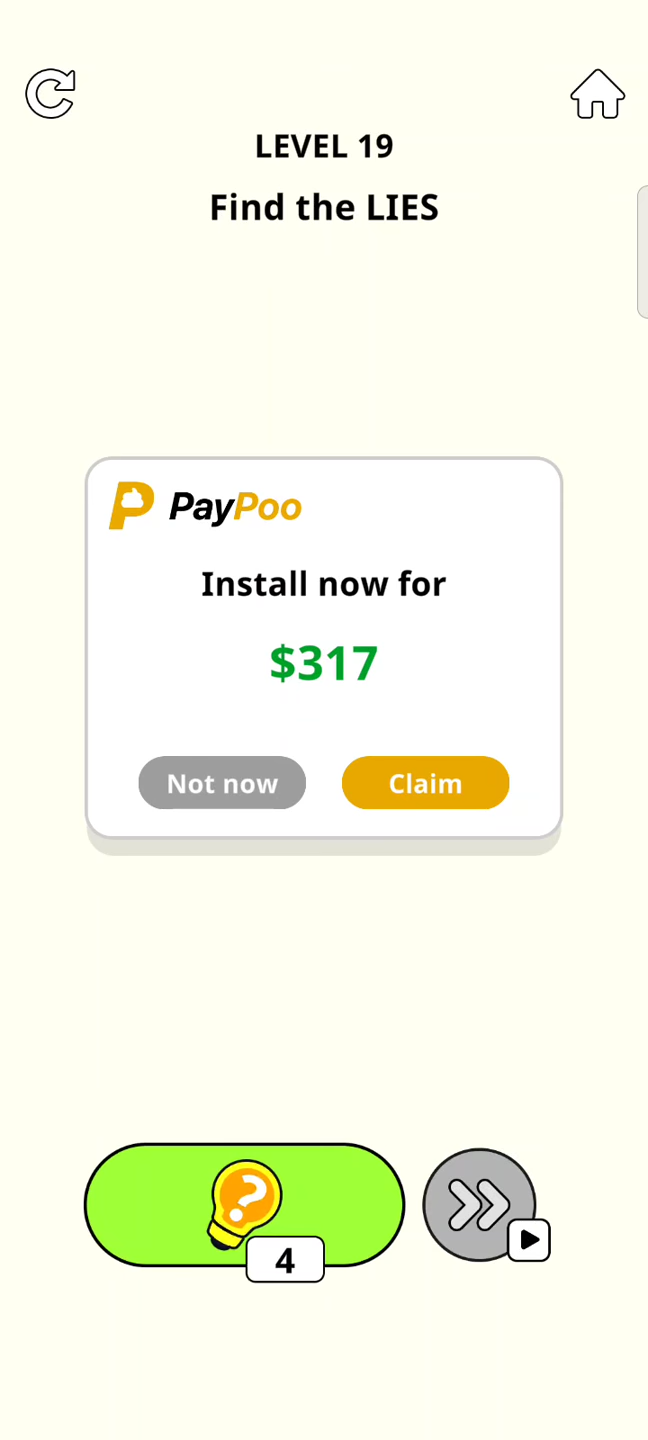 LEVEL 19
Find the LIES
PayPoo
Install now for
$317
Not now Claim
4